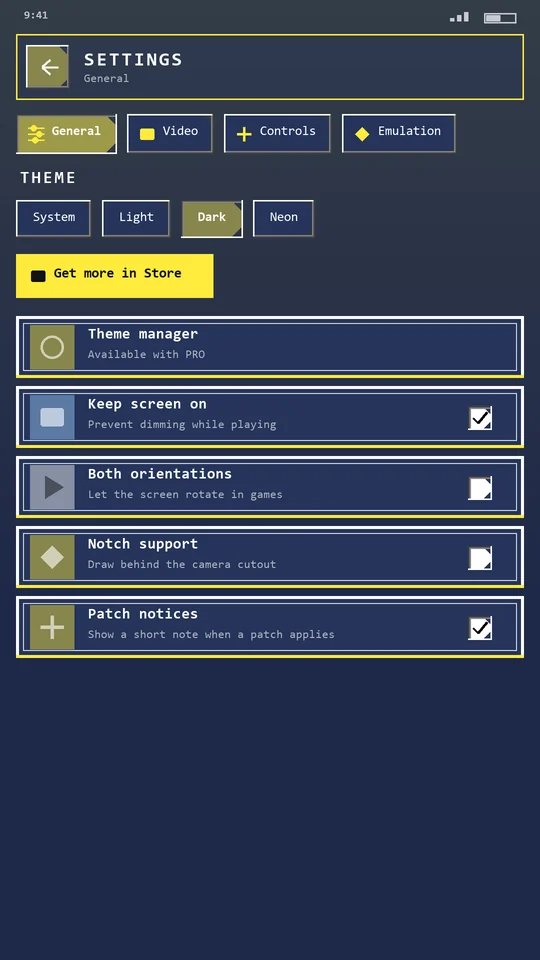 9:41
SETTINGS
General
General Video Controls Emulation
THEME
System Light Dark Neon
Get more in Store
Theme manager
Available with PRO
Keep screen on
Prevent dimming while playing
Both orientations
Let the screen rotate in games
Notch support
Draw behind the camera cutout
Patch notices
Show a short note when a patch applies